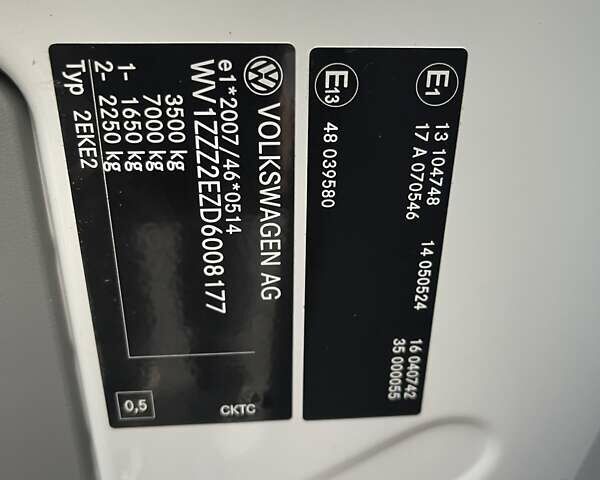 VOLKSWAGEN AG
e1*2007/46*0514
WV1ZZZ2EZD6008177
3500 kg
7000 kg
1- 1650 kg
2- 2250 kg
Typ 2EKE2
0,5
CKTC
E1
13 104748
14 050524
16 040742
17 A 070546
35 000055
E13
48 039580